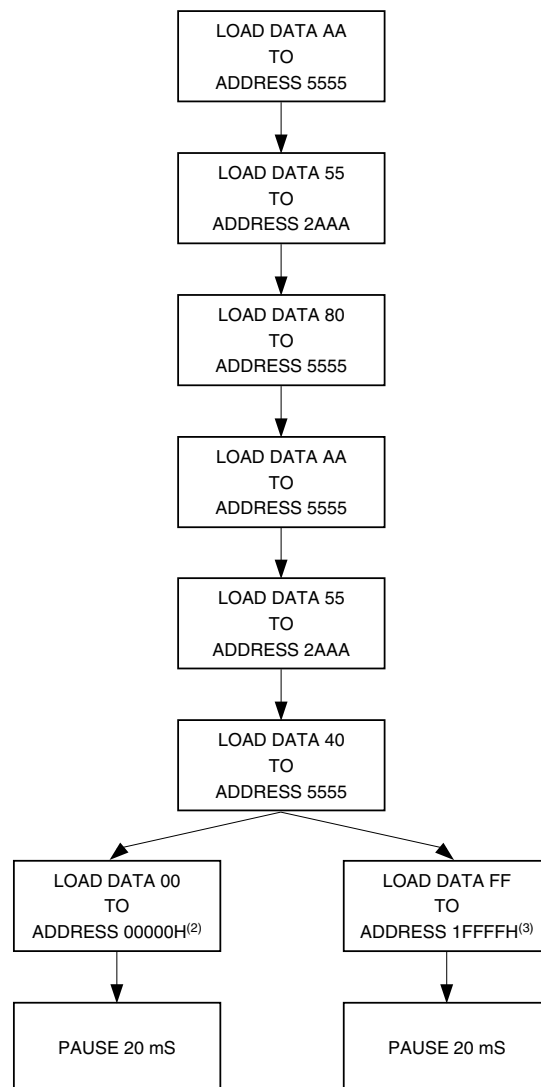 LOAD DATA AA
TO
ADDRESS 5555
LOAD DATA 55
TO
ADDRESS 2AAA
LOAD DATA 80
TO
ADDRESS 5555
LOAD DATA AA
TO
ADDRESS 5555
LOAD DATA 55
TO
ADDRESS 2AAA
LOAD DATA 40
TO
ADDRESS 5555
LOAD DATA 00
TO
ADDRESS 00000H(2)
LOAD DATA FF
TO
ADDRESS 1FFFFH(3)
PAUSE 20 mS
PAUSE 20 mS